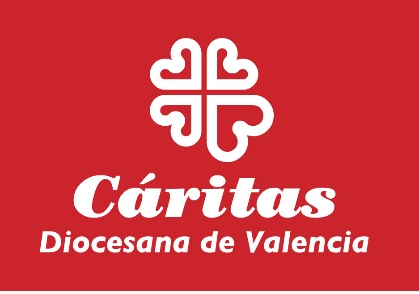 Cáritas
Diocesana de Valencia